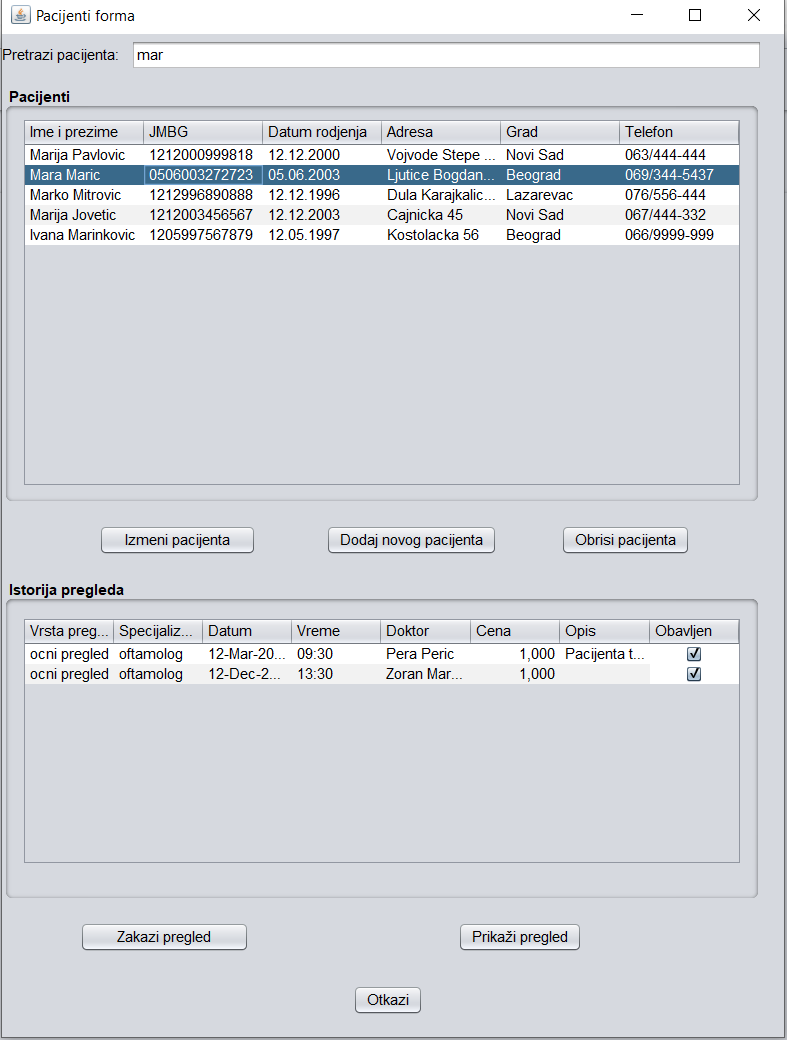 Pacijenti forma
Pretrazi pacijenta: mar
Pacijenti
Ime i prezime JMBG Datum rodjenja Adresa Grad Telefon
Marija Pavlovic 1212000999818 12.12.2000 Vojvode Stepe ... Novi Sad 063/444-444
Mara Maric 0506003272723 05.06.2003 Ljutice Bogdan... Beograd 069/344-5437
Marko Mitrovic 1212996890888 12.12.1996 Dula Karajkalic... Lazarevac 076/556-444
Marija Jovetic 1212003456567 12.12.2003 Cajnicka 45 Novi Sad 067/444-332
Ivana Marinkovic 1205997567879 12.05.1997 Kostolacka 56 Beograd 066/9999-999
Izmeni pacijenta Dodaj novog pacijenta Obrisi pacijenta
Istorija pregleda
Vrsta preg... Specijaliz... Datum Vreme Doktor Cena Opis Obavljen
ocni pregled oftamolog 12-Mar-20... 09:30 Pera Peric 1,000 Pacijenta t...
ocni pregled oftamolog 12-Dec-2... 13:30 Zoran Mar... 1,000
Zakazi pregled Prikaži pregled
Otkazi